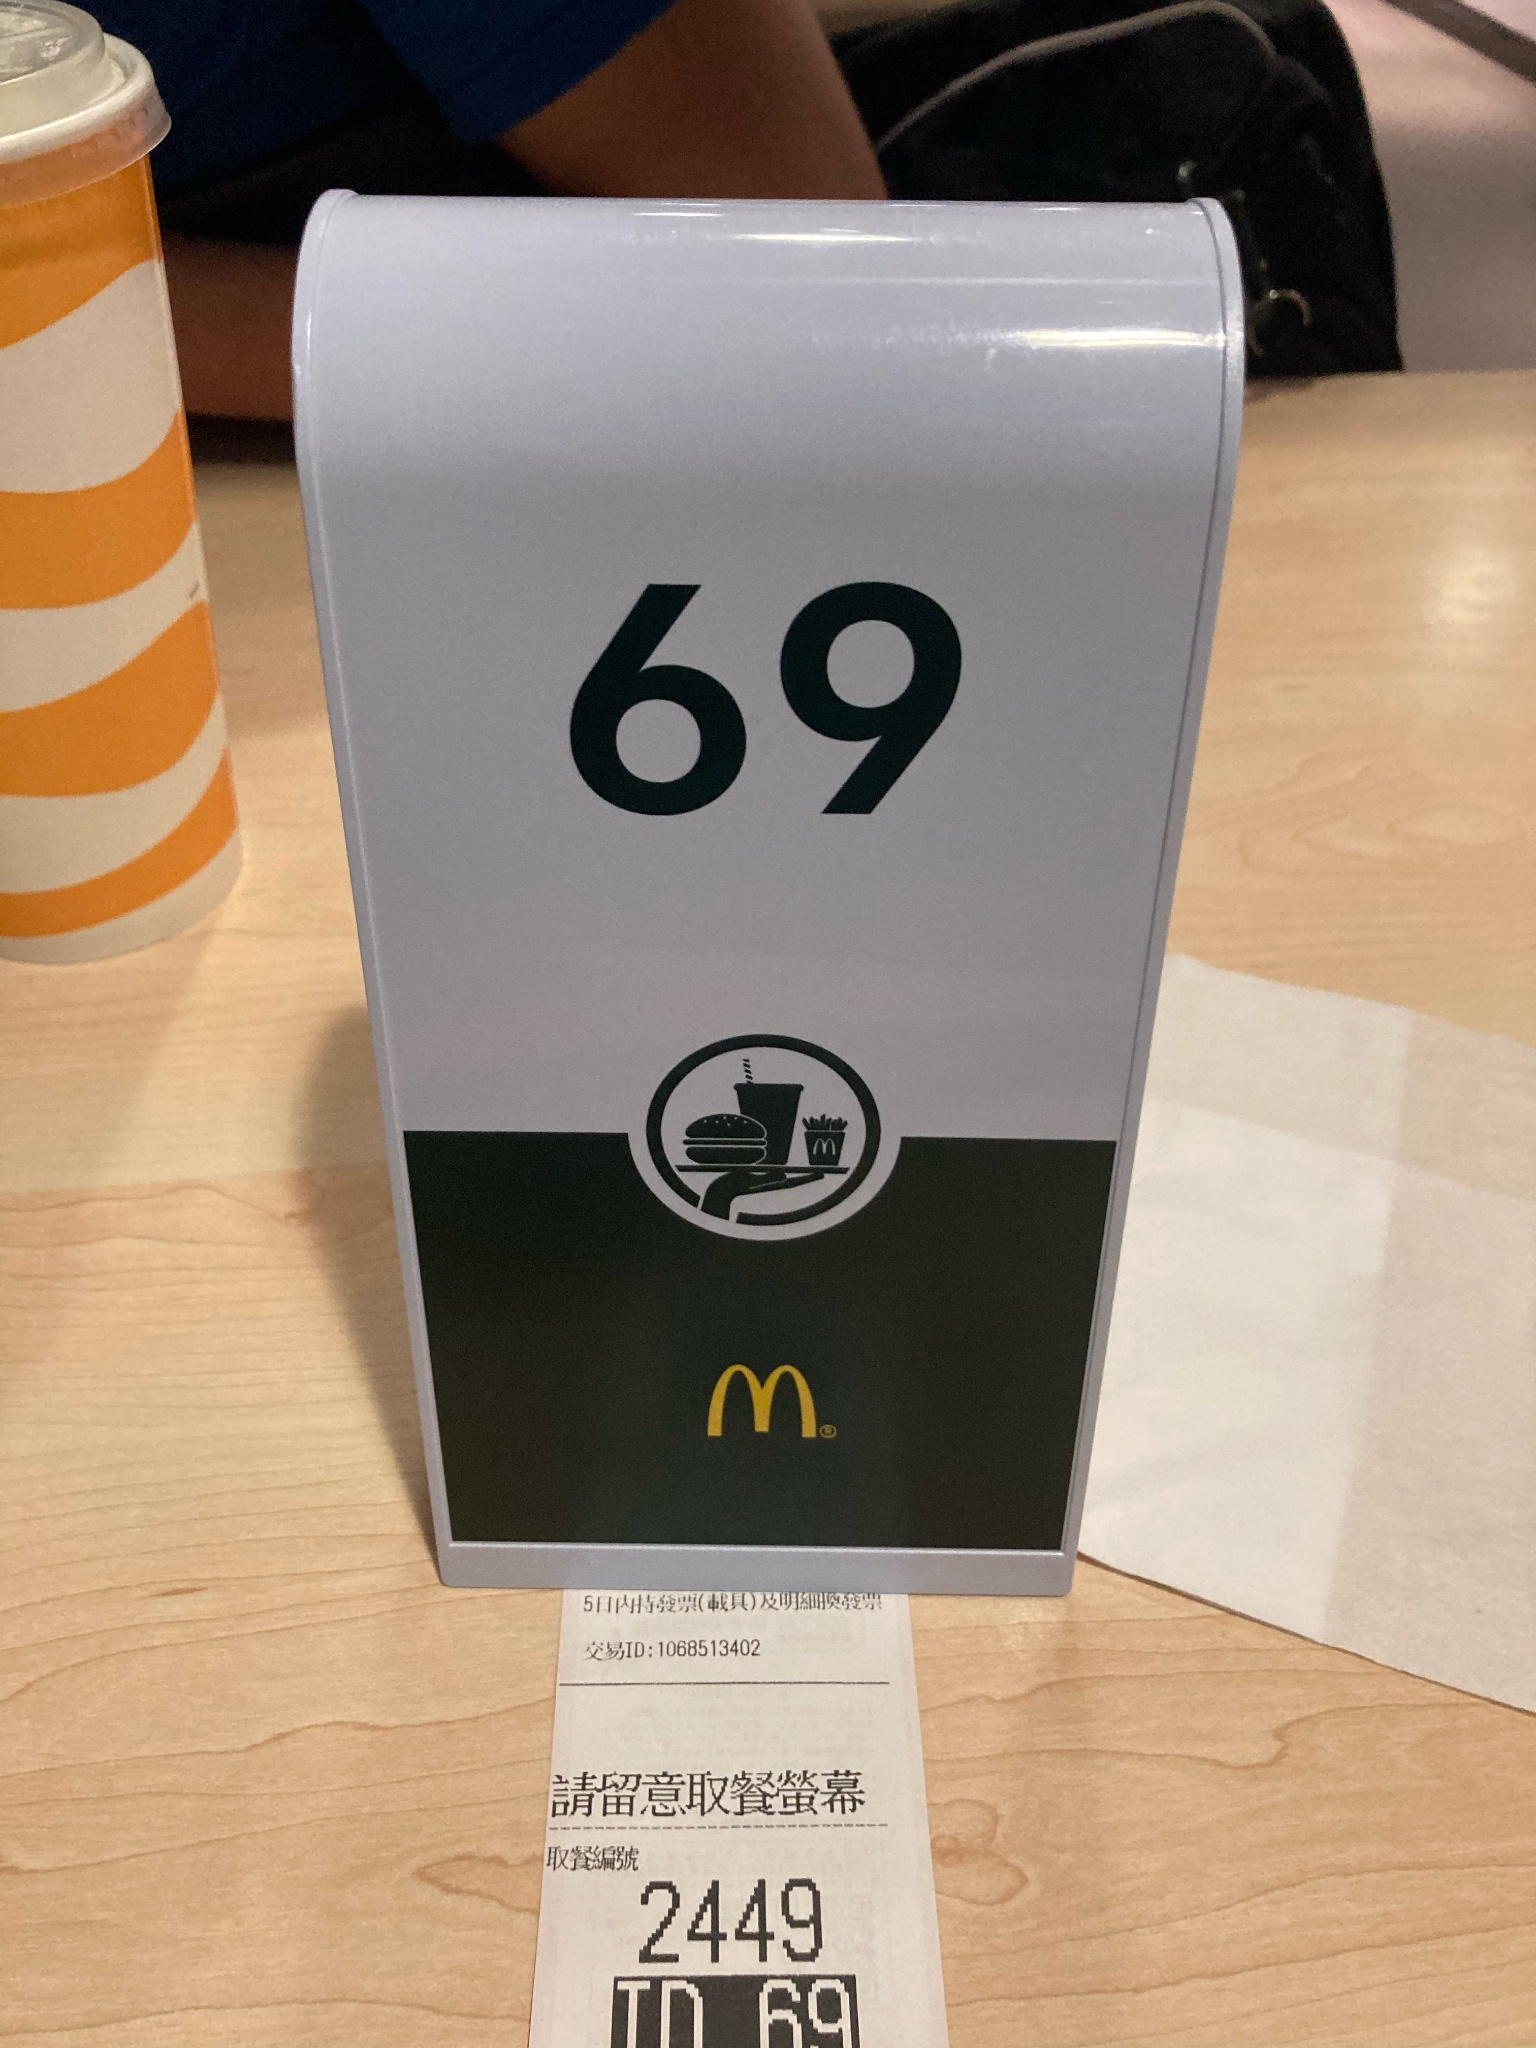 69
M
M®
5日內持發票(載具)及明細換發票
交易ID:1068513402
請留意取餐螢幕
取餐編號
2449
ID 69